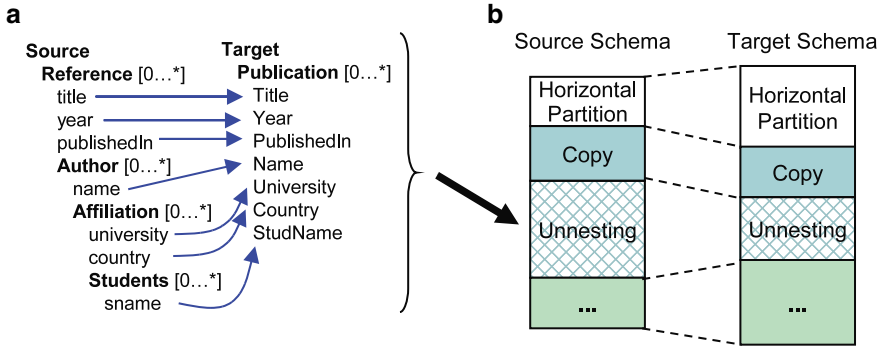 a
Source
Reference [0...*]
title
year
publishedIn
Author [0...*]
name
Affiliation [0...*]
university
country
Students [0...*]
sname
Target
Publication [0...*]
Title
Year
PublishedIn
Name
University
Country
StudName
b
Source Schema
Horizontal
Partition
Copy
Unnesting
...
Target Schema
Horizontal
Partition
Copy
Unnesting
...